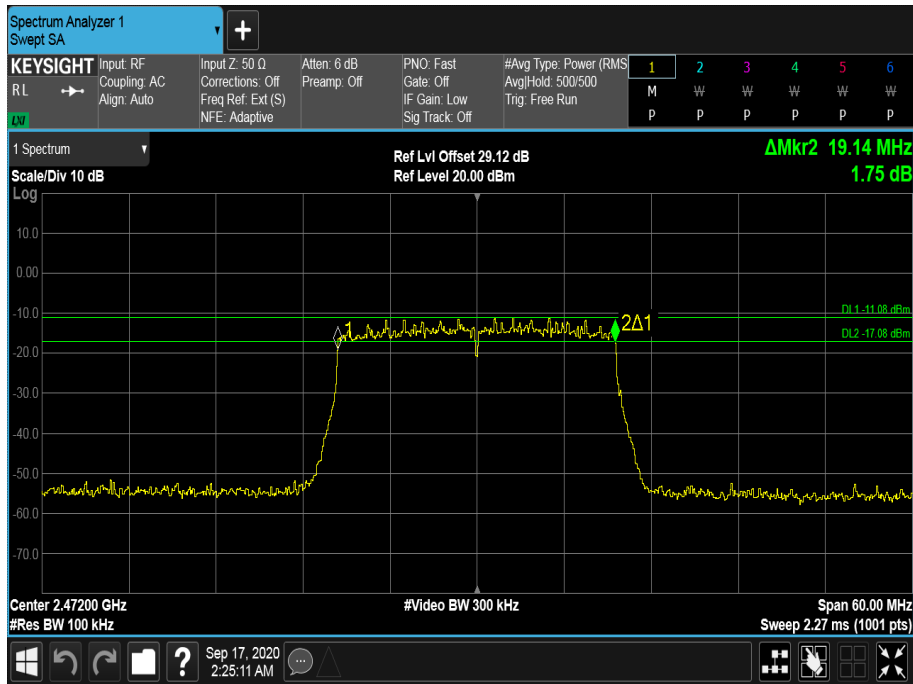 Spectrum Analyzer 1
Swept SA
KEYSIGHT
RL
LXI
Input: RF
Coupling: AC
Align: Auto
Input Z: 50 Ω
Corrections: Off
Freq Ref: Ext (S)
NFE: Adaptive
Atten: 6 dB
Preamp: Off
PNO: Fast
Gate: Off
IF Gain: Low
Sig Track: Off
#Avg Type: Power (RMS
Avg|Hold: 500/500
Trig: Free Run
1 2 3 4 5 6
M W W W W W
P P P P P P
1 Spectrum
Scale/Div 10 dB
Log
Ref Lvl Offset 29.12 dB
Ref Level 20.00 dBm
ΔMkr2 19.14 MHz
1.75 dB
10.0
0.00
-10.0
DL1 -11.08 dBm
1
2Δ1
DL2 -17.08 dBm
-20.0
-30.0
-40.0
-50.0
-60.0
-70.0
Center 2.47200 GHz
#Video BW 300 kHz
Span 60.00 MHz
#Res BW 100 kHz
Sweep 2.27 ms (1001 pts)
?
Sep 17, 2020
2:25:11 AM